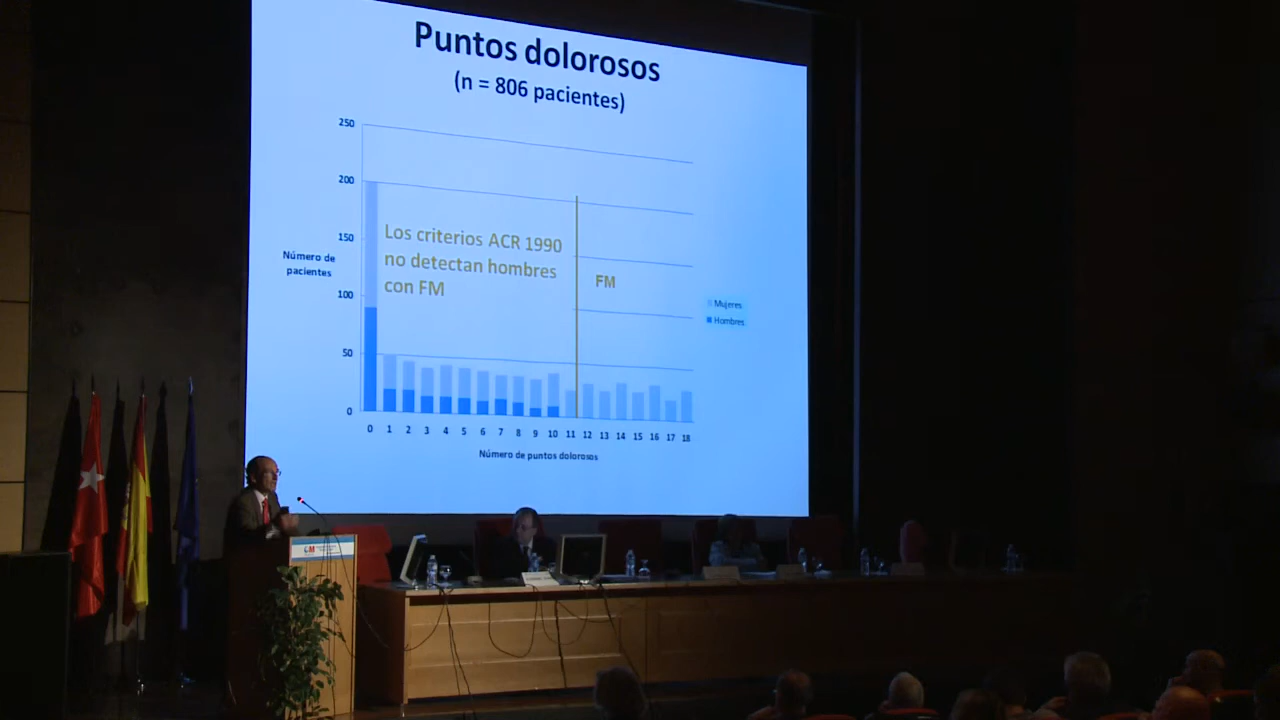 Puntos dolorosos
(n = 806 pacientes)
250
200
150
100
50
0
Número de
pacientes
Los criterios ACR 1990
no detectan hombres
con FM
FM
Mujeres
Hombres
0 1 2 3 4 5 6 7 8 9 10 11 12 13 14 15 16 17 18
Número de puntos dolorosos